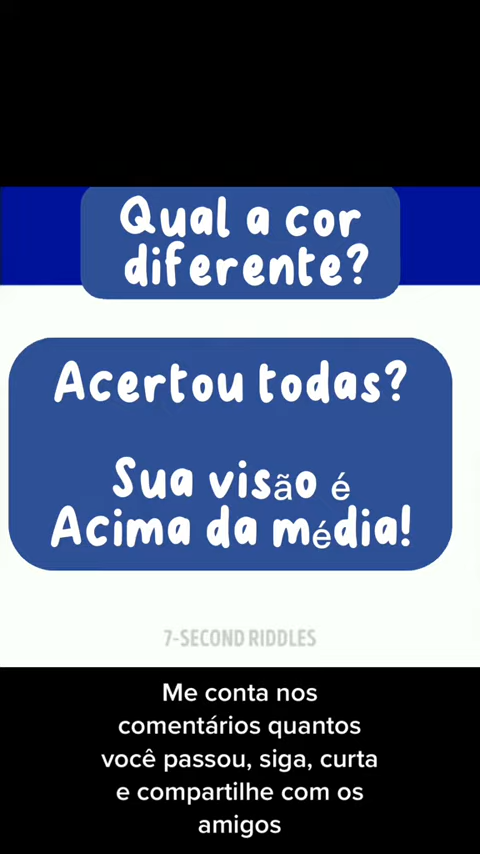 Qual a cor
diferente?
Acertou todas?
Sua visão é
Acima da média!
7-SECOND RIDDLES
Me conta nos
comentários quantos
você passou, siga, curta
e compartilhe com os
amigos